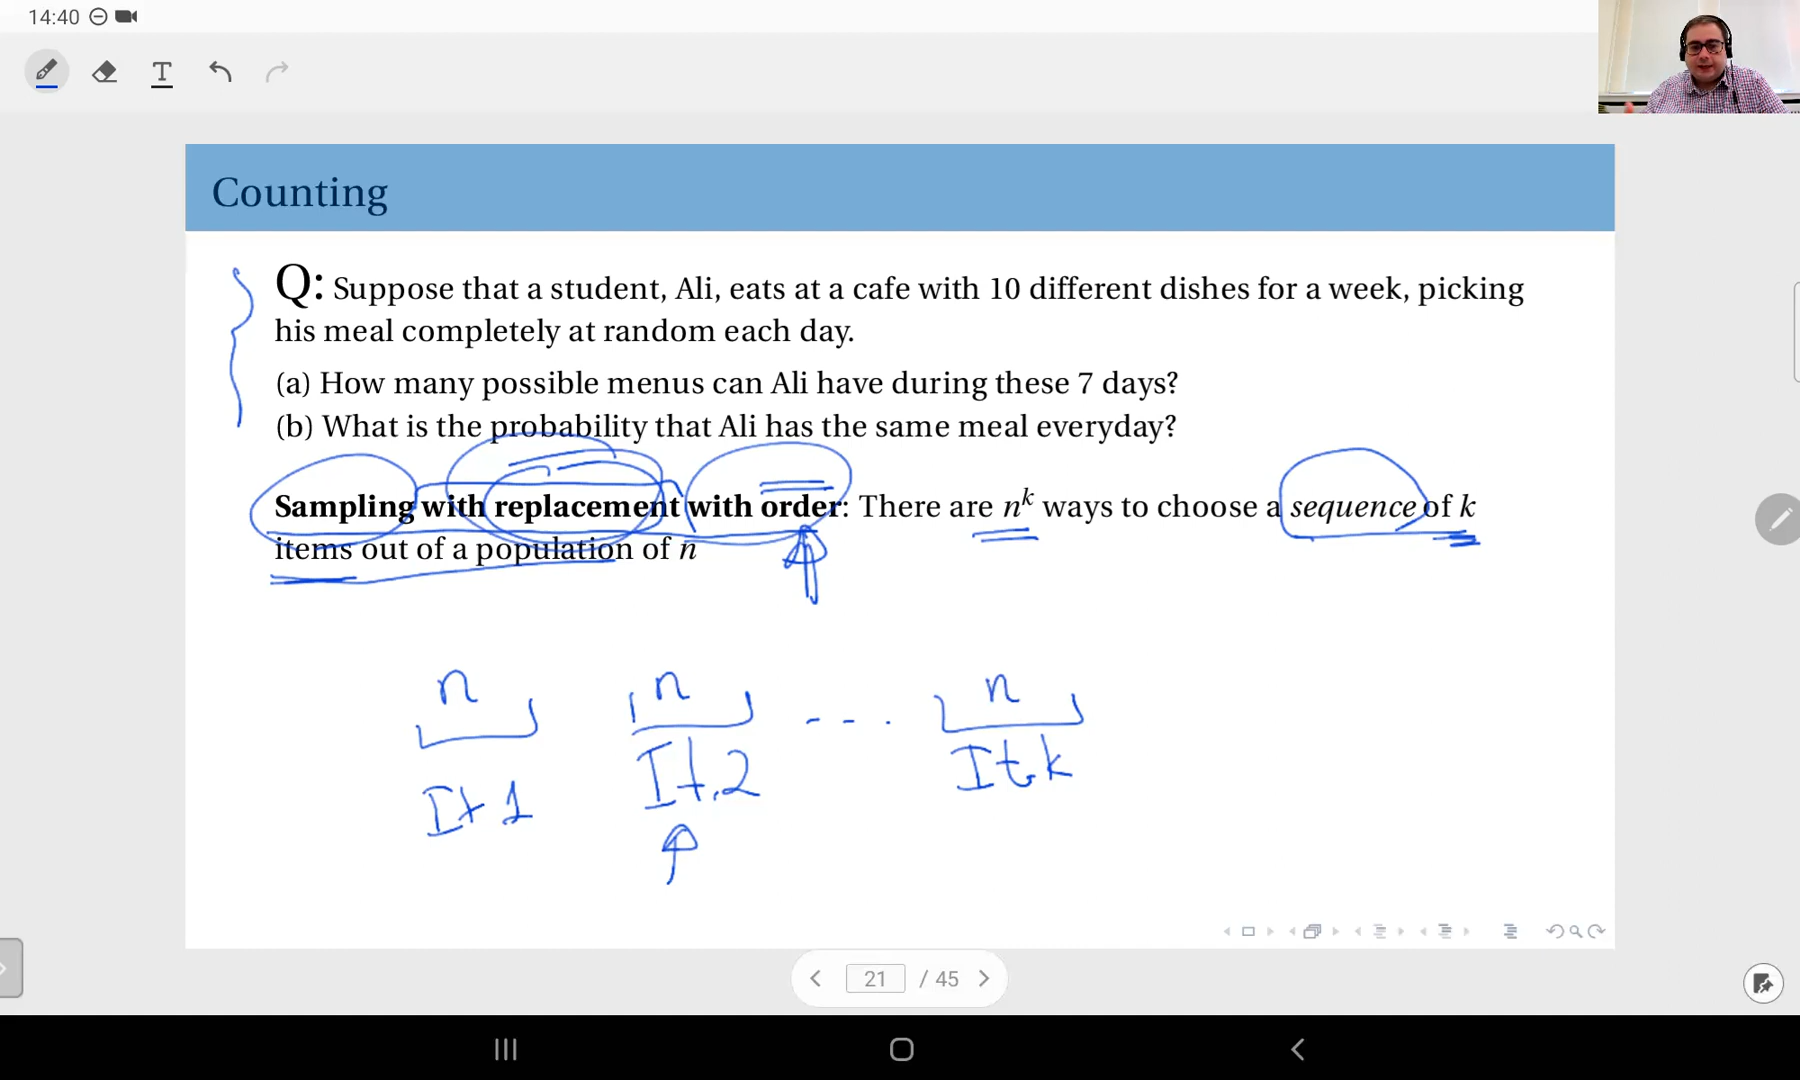 14:40
T
Counting
Q: Suppose that a student, Ali, eats at a cafe with 10 different dishes for a week, picking
his meal completely at random each day.
(a) How many possible menus can Ali have during these 7 days?
(b) What is the probability that Ali has the same meal everyday?
Sampling with replacement with order: There are n^k ways to choose a sequence of k
items out of a population of n
n n --. n
It 1 It.2 It.k
21 / 45